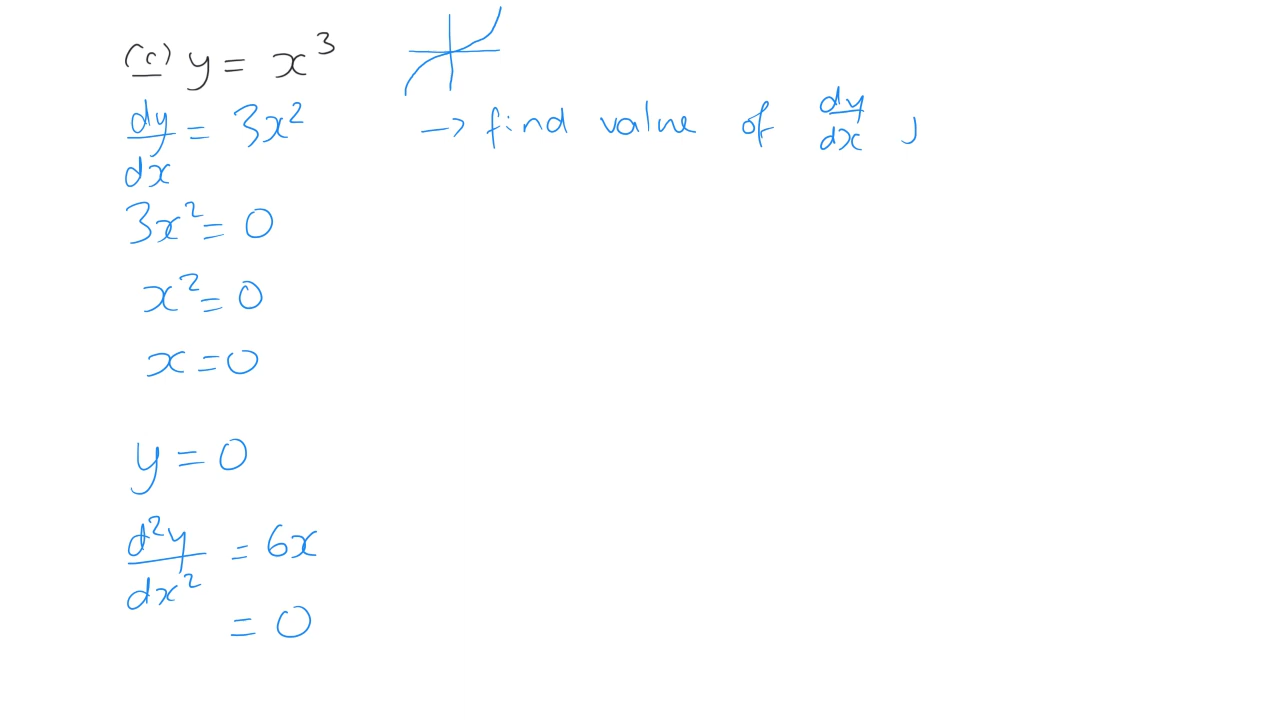 (c) y = x³
dy/dx = 3x²
→ find value of dy/dx
3x² = 0
x² = 0
x = 0
y = 0
d²y/dx² = 6x
= 0